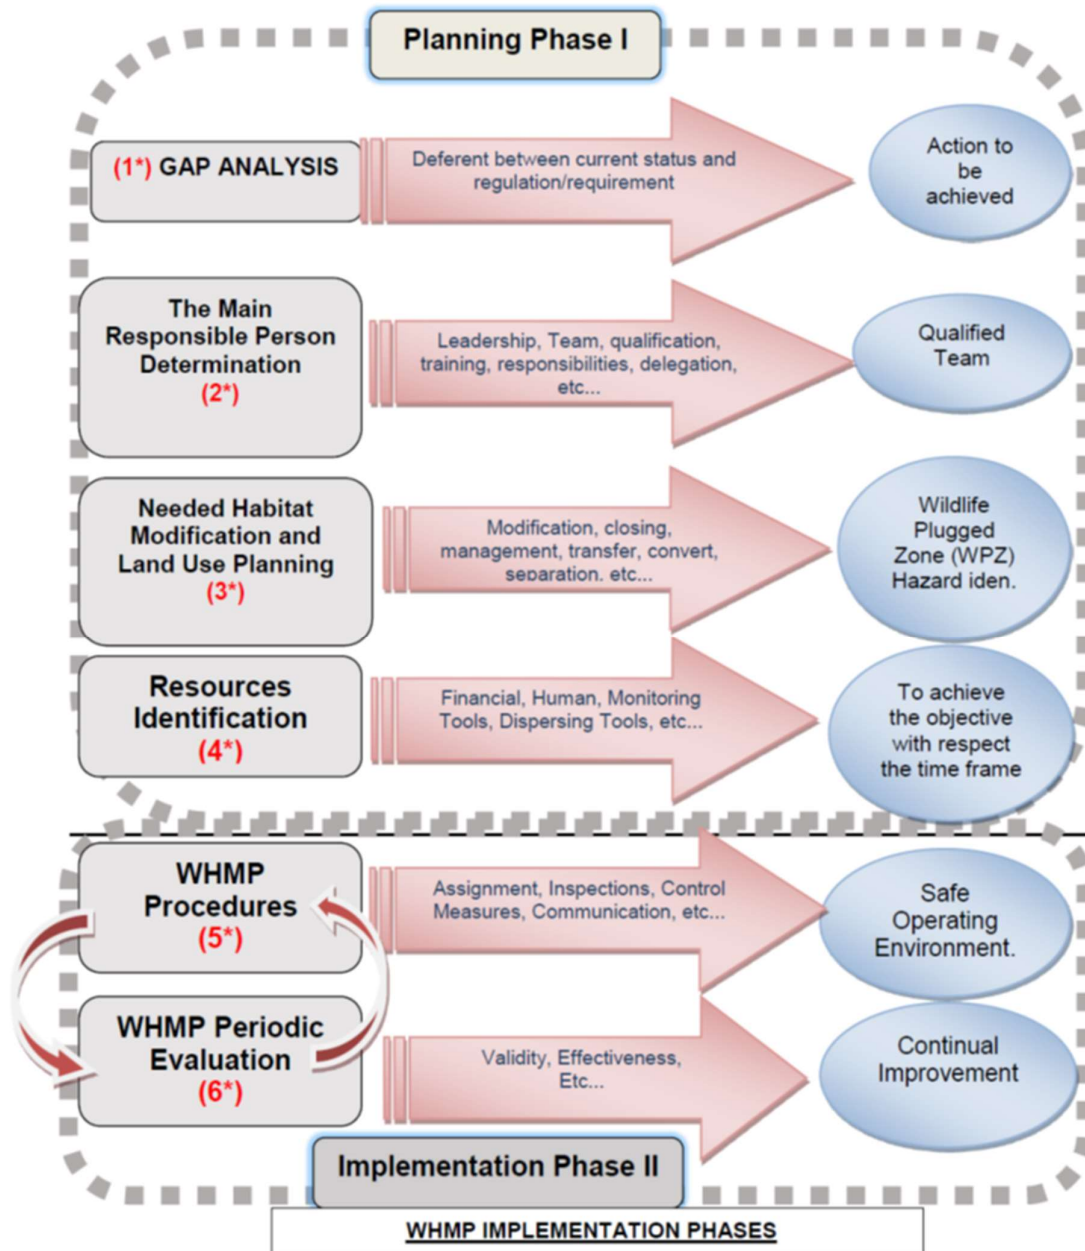 Planning Phase I
(1*) GAP ANALYSIS
Deferent between current status and
regulation/requirement
Action to
be
achieved
The Main
Responsible Person
Determination
(2*)
Leadership, Team, qualification,
training, responsibilities, delegation,
etc...
Qualified
Team
Needed Habitat
Modification and
Land Use Planning
(3*)
Modification, closing,
management, transfer, convert,
separation, etc...
Wildlife
Plugged
Zone (WPZ)
Hazard iden.
Resources
Identification
(4*)
Financial, Human, Monitoring
Tools, Dispersing Tools, etc...
To achieve
the objective
with respect
the time frame
WHMP
Procedures
(5*)
Assignment, Inspections, Control
Measures, Communication, etc...
Safe
Operating
Environment.
WHMP Periodic
Evaluation
(6*)
Validity, Effectiveness,
Etc...
Continual
Improvement
Implementation Phase II
WHMP IMPLEMENTATION PHASES